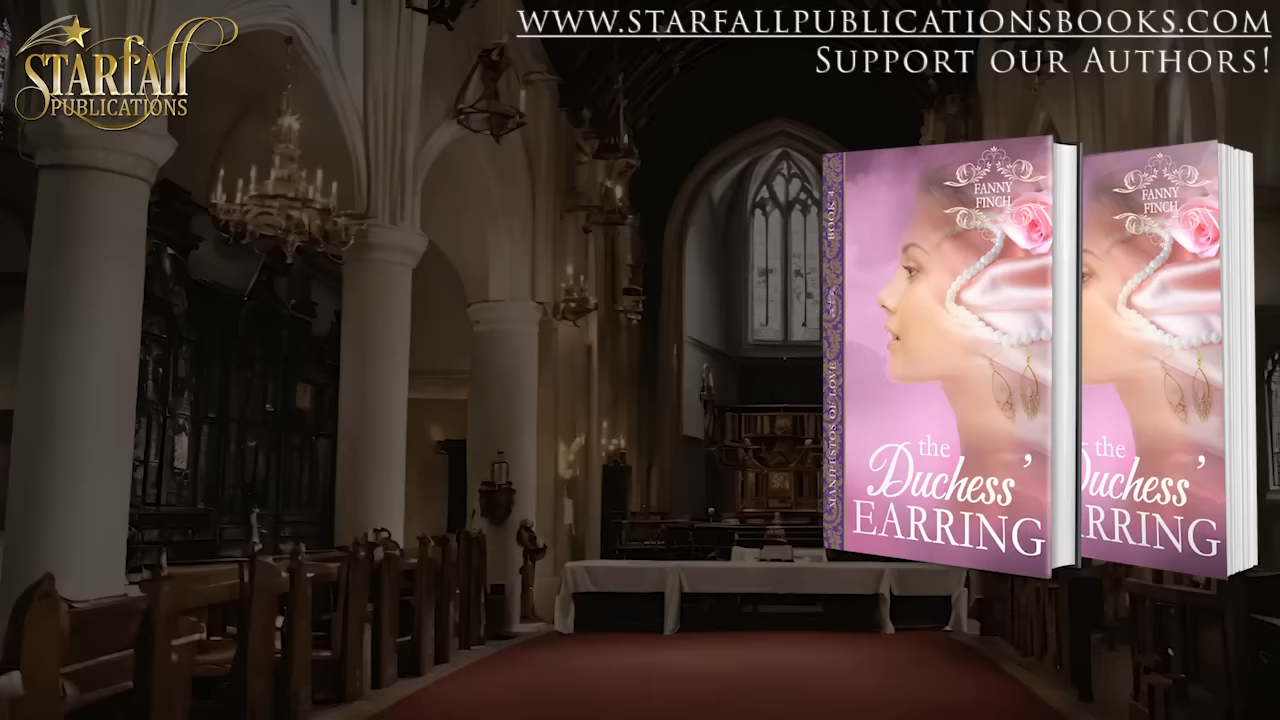 STARfall
PUBLICATIONS
WWW.STARFALLPUBLICATIONSBOOKS.COM
SUPPORT OUR AUTHORS!
BOOK 4
MANIFESTOS OF LOVE
FANNY
FINCH
the
Duchess'
EARRING
FANNY
FINCH
the
Duchess'
RRING